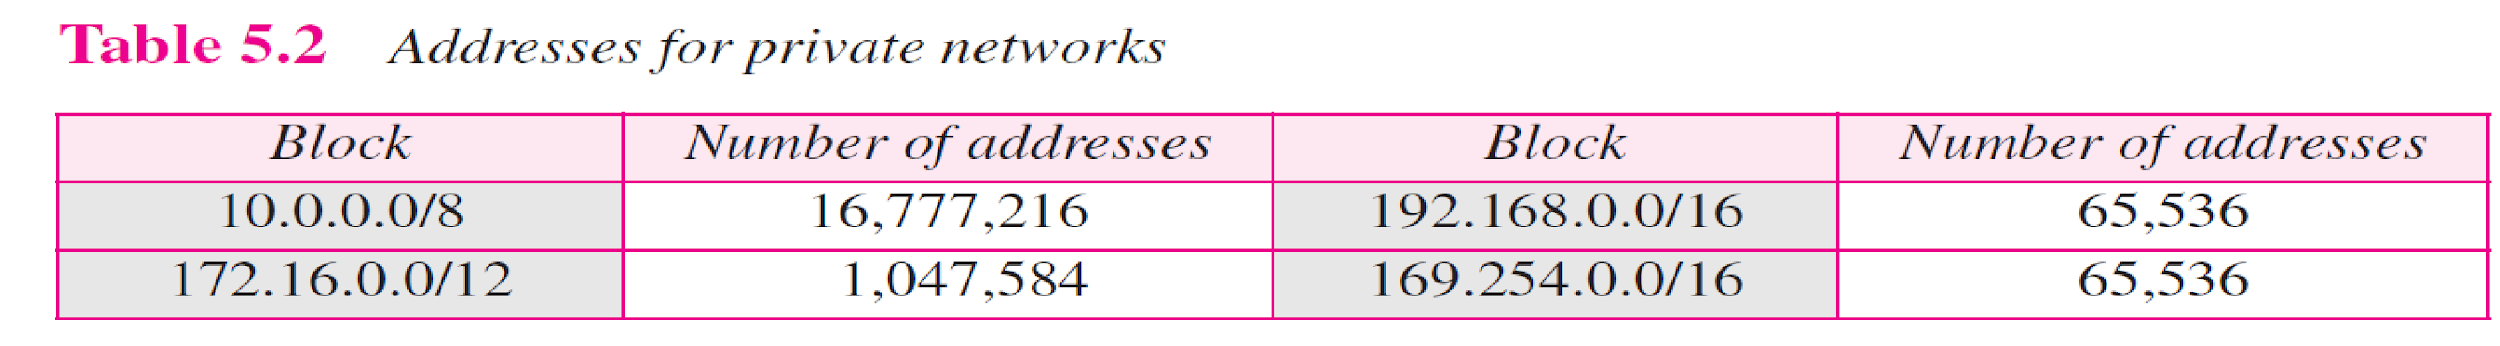 Table 5.2 Addresses for private networks
Block Number of addresses Block Number of addresses
10.0.0.0/8 16,777,216 192.168.0.0/16 65,536
172.16.0.0/12 1,047,584 169.254.0.0/16 65,536